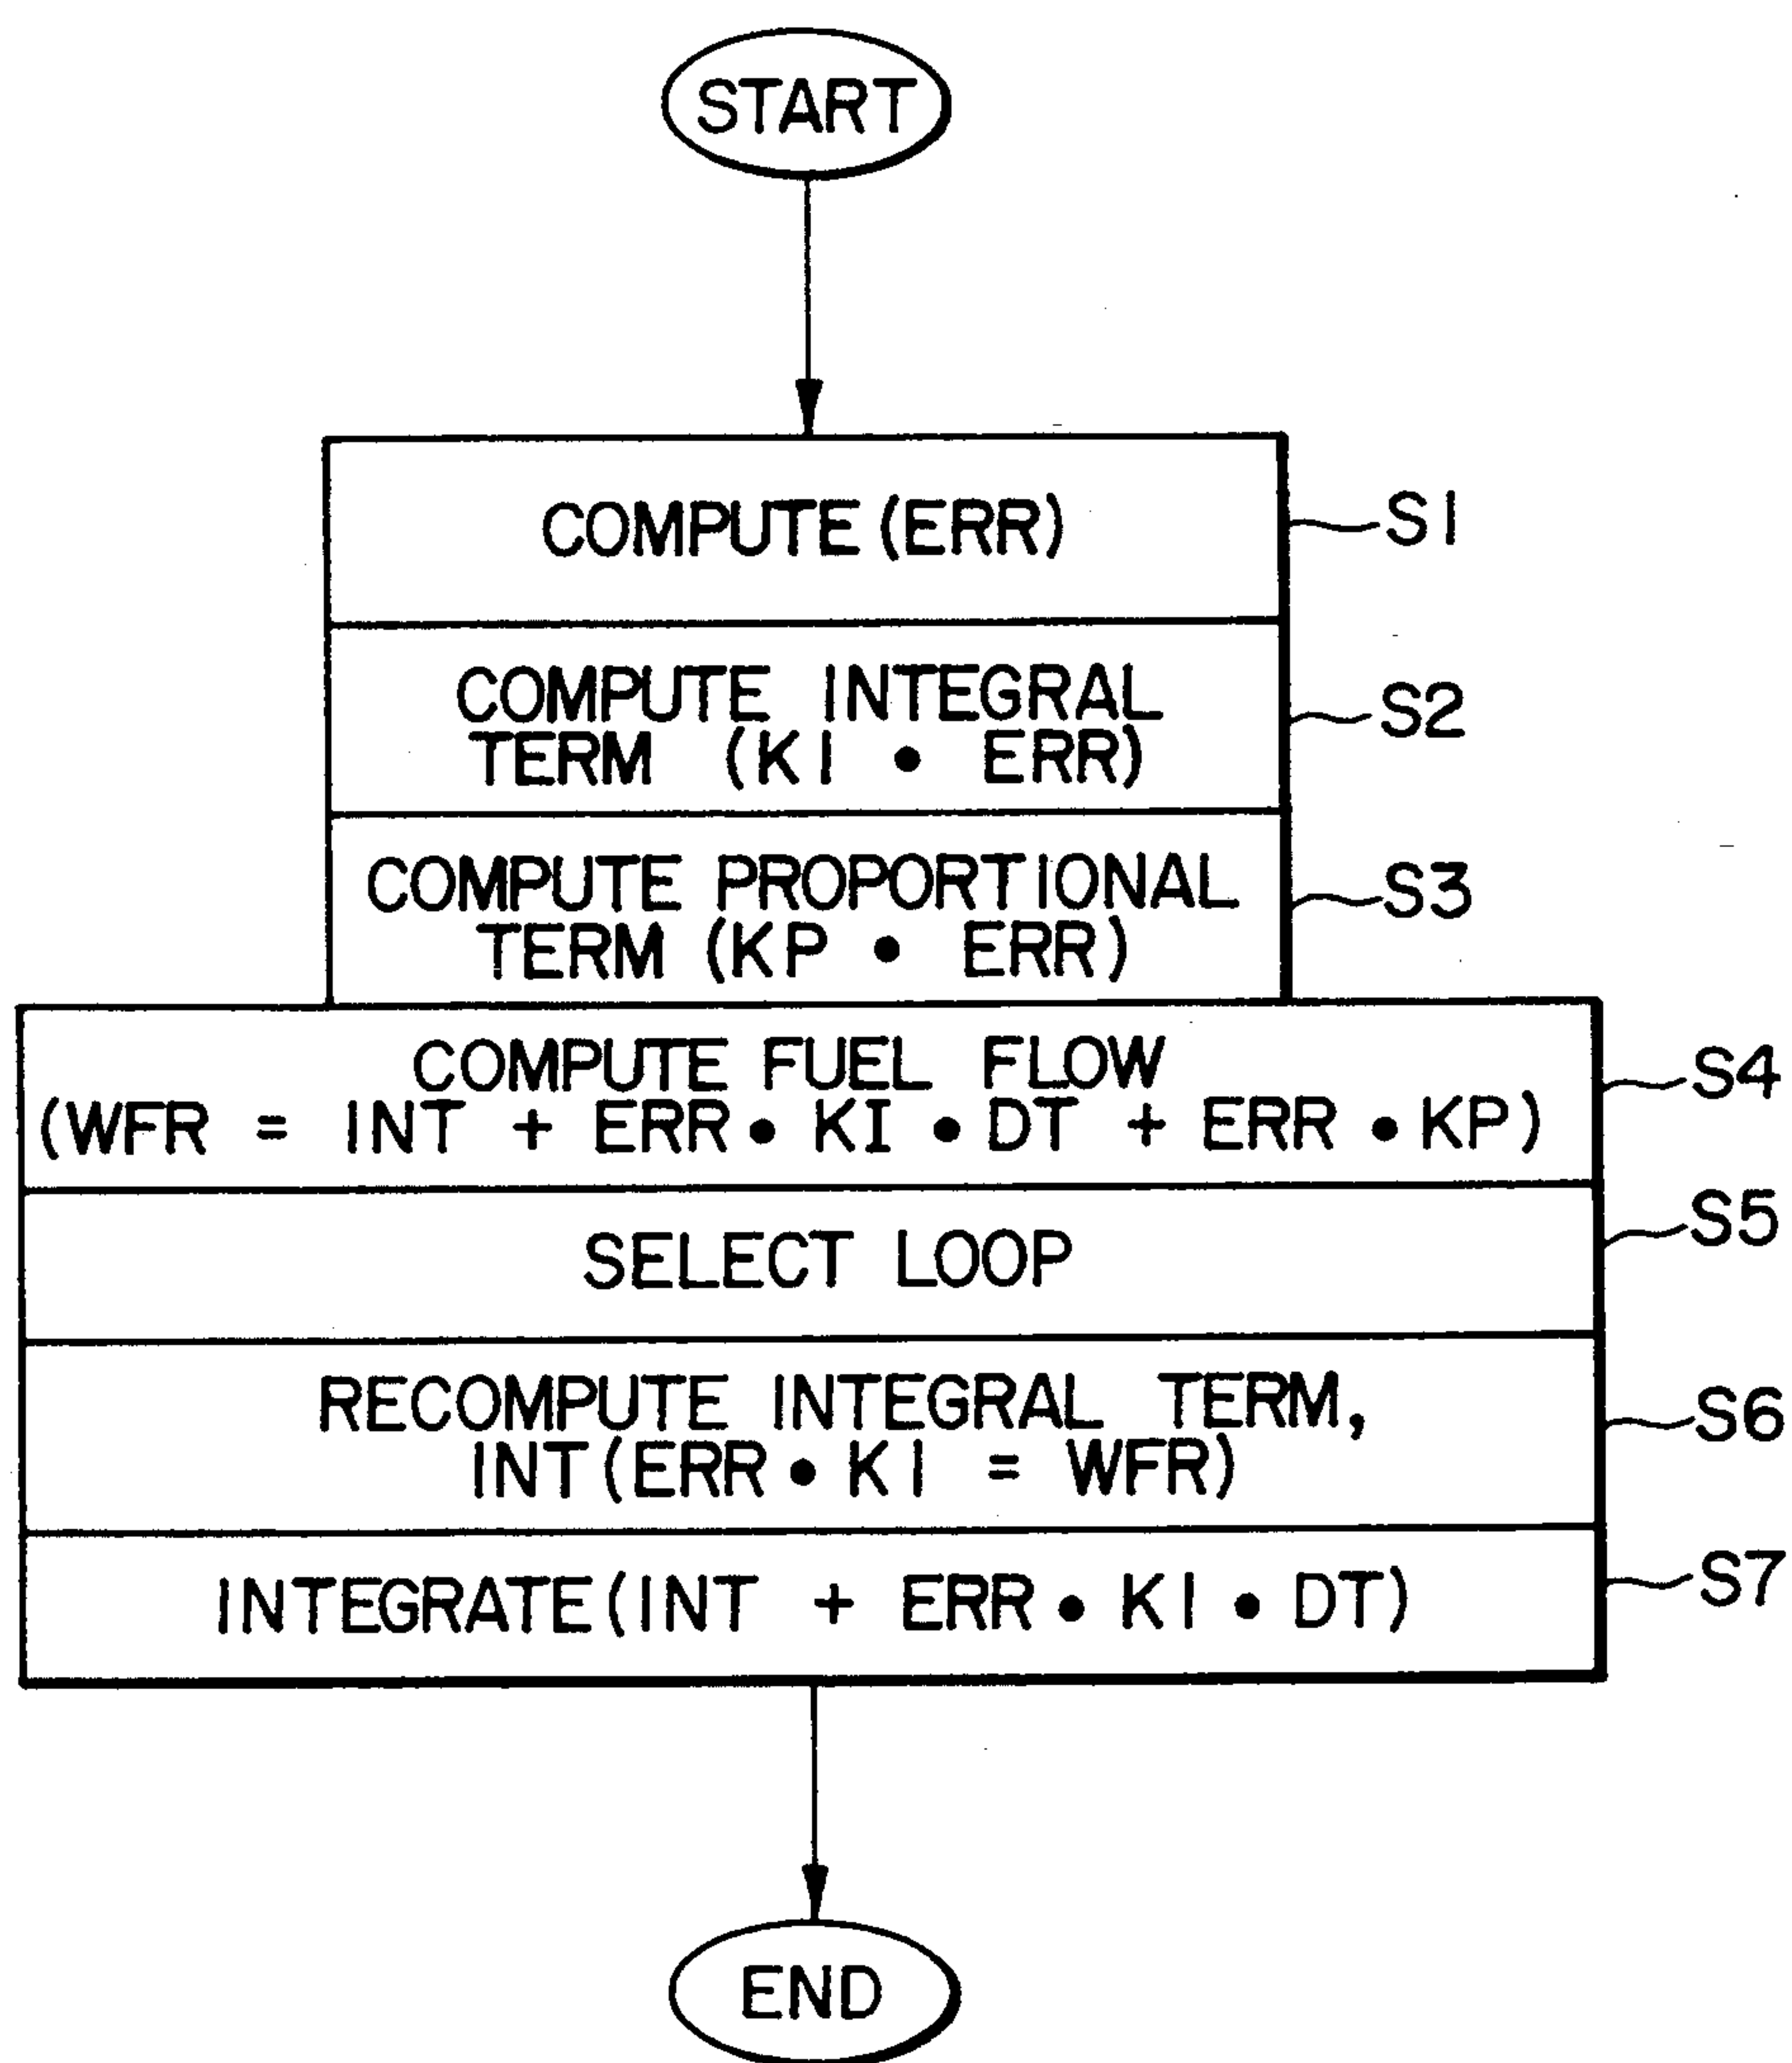 START
COMPUTE (ERR)
S1
COMPUTE INTEGRAL
TERM (KI • ERR)
S2
COMPUTE PROPORTIONAL
TERM (KP • ERR)
S3
COMPUTE FUEL FLOW
(WFR = INT + ERR • KI • DT + ERR • KP)
S4
SELECT LOOP
S5
RECOMPUTE INTEGRAL TERM,
INT (ERR • KI = WFR)
S6
INTEGRATE (INT + ERR • KI • DT)
S7
END